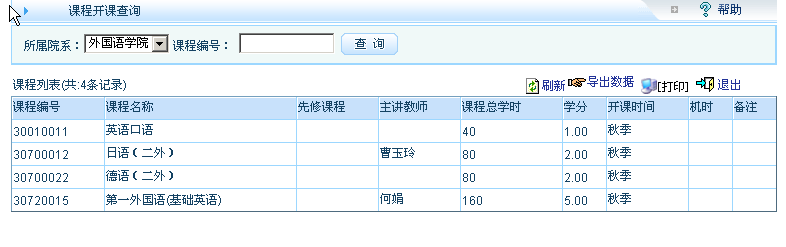 课程开课查询 帮助
所属院系： 外国语学院 课程编号： 查 询
课程列表(共:4条记录) 刷新 导出数据 [打印] 退出
课程编号 课程名称 先修课程 主讲教师 课程总学时 学分 开课时间 机时 备注
30010011 英语口语 40 1.00 秋季
30700012 日语（二外） 曹玉玲 80 2.00 秋季
30700022 德语（二外） 80 2.00 秋季
30720015 第一外国语(基础英语) 何娟 160 5.00 秋季